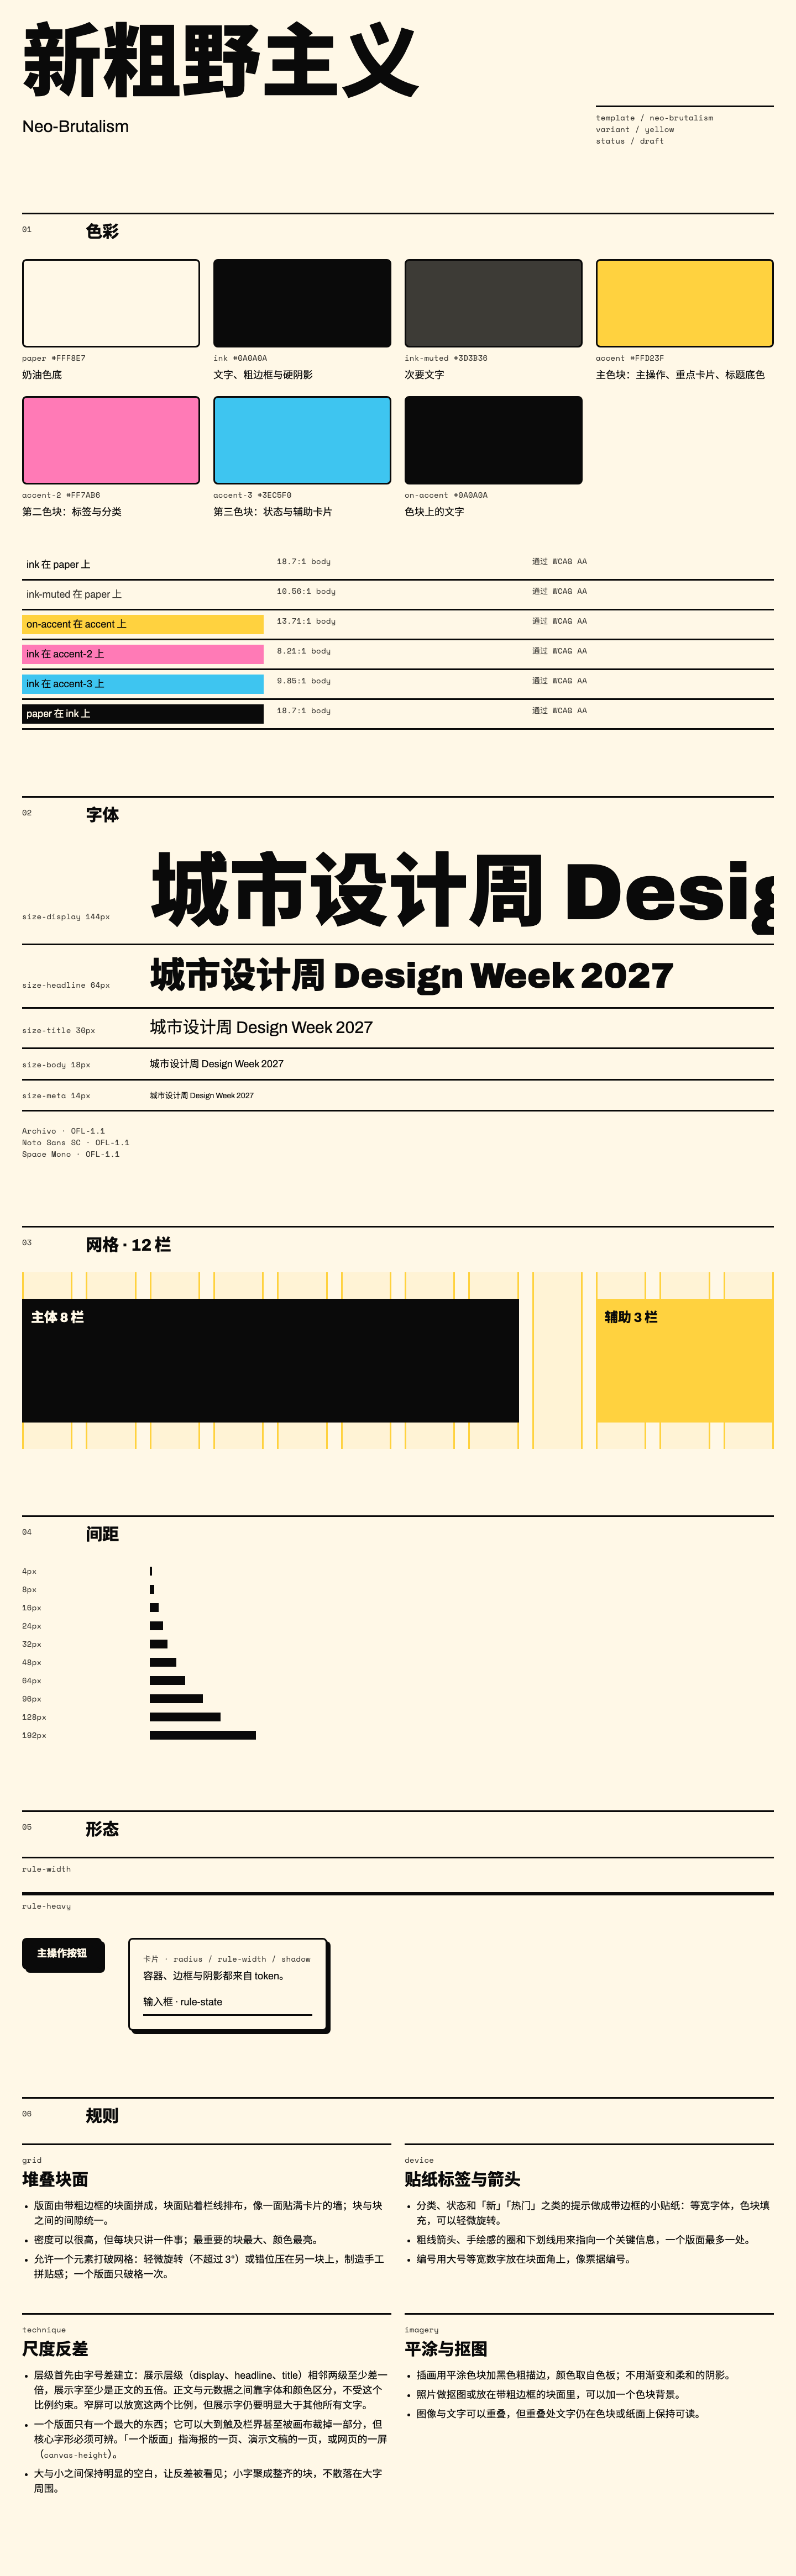 新粗野主义
Neo-Brutalism
template / neo-brutalism
variant / yellow
status / draft
01
色彩
paper #FFF8E7
奶油色底
ink #0A0A0A
文字、粗边框与硬阴影
ink-muted #3D3B36
次要文字
accent #FFD23F
主色块：主操作、重点卡片、标题底色
accent-2 #FF7AB6
第二色块：标签与分类
accent-3 #3EC5F0
第三色块：状态与辅助卡片
on-accent #0A0A0A
色块上的文字
ink 在 paper 上 18.7:1 body 通过 WCAG AA
ink-muted 在 paper 上 10.56:1 body 通过 WCAG AA
on-accent 在 accent 上 13.71:1 body 通过 WCAG AA
ink 在 accent-2 上 8.21:1 body 通过 WCAG AA
ink 在 accent-3 上 9.85:1 body 通过 WCAG AA
paper 在 ink 上 18.7:1 body 通过 WCAG AA
02
字体
size-display 144px 城市设计周 Desig
size-headline 64px 城市设计周 Design Week 2027
size-title 30px 城市设计周 Design Week 2027
size-body 18px 城市设计周 Design Week 2027
size-meta 14px 城市设计周 Design Week 2027
Archivo · OFL-1.1
Noto Sans SC · OFL-1.1
Space Mono · OFL-1.1
03
网格 · 12 栏
主体 8 栏
辅助 3 栏
04
间距
4px
8px
16px
24px
32px
48px
64px
96px
128px
192px
05
形态
rule-width
rule-heavy
主操作按钮
卡片 · radius / rule-width / shadow
容器、边框与阴影都来自 token。
输入框 · rule-state
06
规则
grid
堆叠块面
• 版面由带粗边框的块面拼成，块面贴着栏线排布，像一面贴满卡片的墙；块与块
之间的间隙统一。
• 密度可以很高，但每块只讲一件事；最重要的块最大、颜色最亮。
• 允许一个元素打破网格：轻微旋转（不超过 3°）或错位压在另一块上，制造手工
拼贴感；一个版面只破格一次。
device
贴纸标签与箭头
• 分类、状态和「新」「热门」之类的提示做成带边框的小贴纸：等宽字体，色块填
充，可以轻微旋转。
• 粗线箭头、手绘感的圈和下划线用来指向一个关键信息，一个版面最多一处。
• 编号用大号等宽数字放在块面角上，像票据编号。
technique
尺度反差
• 层级首先由字号差建立：展示层级（display、headline、title）相邻两级至少差一
倍，展示字至少是正文的五倍。正文与元数据之间靠字体和颜色区分，不受这个
比例约束。窄屏可以放宽这两个比例，但展示字仍要明显大于其他所有文字。
• 一个版面只有一个最大的东西；它可以大到触及栏界甚至被画布裁掉一部分，但
核心字形必须可辨。「一个版面」指海报的一页、演示文稿的一页，或网页的一屏
（canvas-height）。
• 大与小之间保持明显的空白，让反差被看见；小字聚成整齐的块，不散落在大字
周围。
imagery
平涂与抠图
• 插画用平涂色块加黑色粗描边，颜色取自色板；不用渐变和柔和的阴影。
• 照片做抠图或放在带粗边框的块面里，可以加一个色块背景。
• 图像与文字可以重叠，但重叠处文字仍在色块或纸面上保持可读。